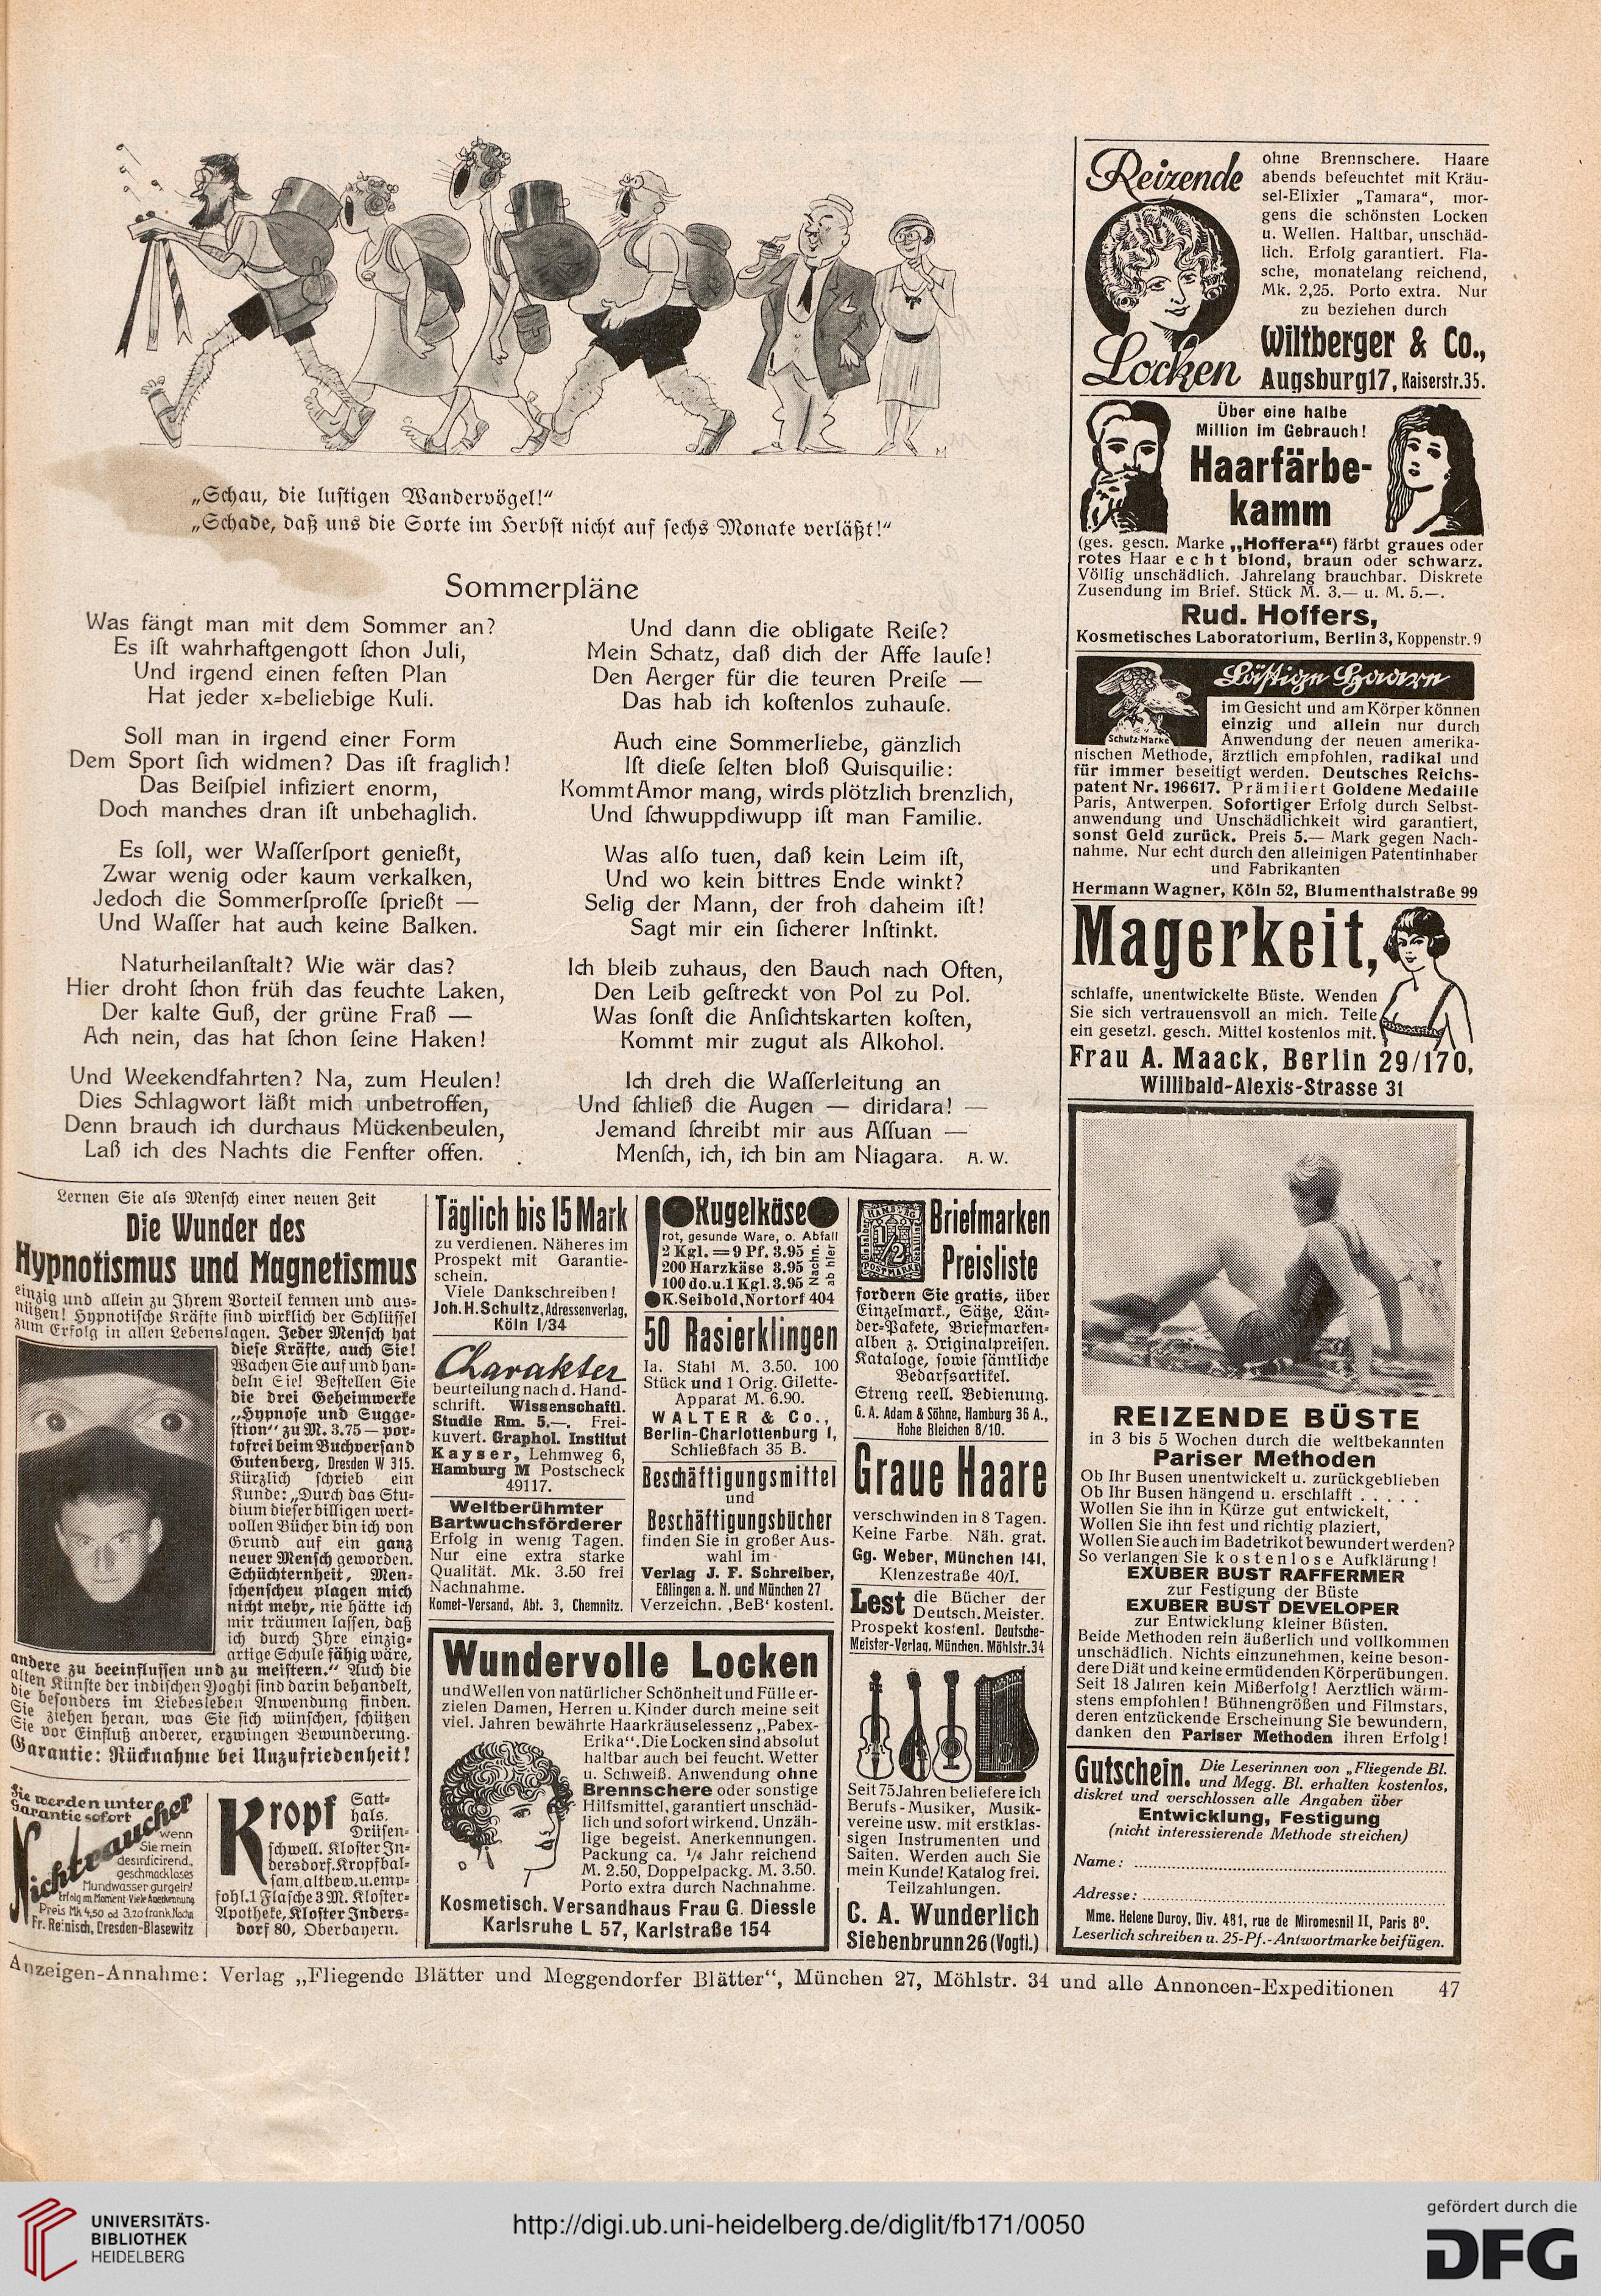 „Schau, die lustigen Wandervögel!“
„Schade, daß uns die Sorte im Herbst nicht auf sechs Monate verläßt!“
Sommerpläne
Was fängt man mit dem Sommer an?
Es ist wahrhaftgengott schon Juli,
Und irgend einen festen Plan
Hat jeder x=beliebige Kuli.
Soll man in irgend einer Form
Dem Sport sich widmen? Das ist fraglich!
Das Beispiel infiziert enorm,
Doch manches dran ist unbehaglich.
Es soll, wer Wassersport genießt,
Zwar wenig oder kaum verkalken,
Jedoch die Sommersprosse sprießt —
Und Wasser hat auch keine Balken.
Naturheilanstalt? Wie wär das?
Hier droht schon früh das feuchte Laken,
Der kalte Guß, der grüne Fraß —
Ach nein, das hat schon seine Haken!
Und Weekendfahrten? Na, zum Heulen!
Dies Schlagwort läßt mich unbetroffen,
Denn brauch ich durchaus Mückenbeulen,
Laß ich des Nachts die Fenster offen.
Und dann die obligate Reise?
Mein Schatz, daß dich der Affe lause!
Den Aerger für die teuren Preise —
Das hab ich kostenlos zuhause.
Auch eine Sommerliebe, gänzlich
Ist diese selten bloß Quisquilie:
Kommt Amor mang, wirds plötzlich brenzlich,
Und schwuppdiwupp ist man Familie.
Was also tuen, daß kein Leim ist,
Und wo kein bittres Ende winkt?
Selig der Mann, der froh daheim ist!
Sagt mir ein sicherer Instinkt.
Ich bleib zuhaus, den Bauch nach Osten,
Den Leib gestreckt von Pol zu Pol.
Was sonst die Ansichtskarten kosten,
Kommt mir zugut als Alkohol.
Ich dreh die Wasserleitung an
Und schließ die Augen — diridara! —
Jemand schreibt mir aus Assuan —
Mensch, ich, ich bin am Niagara. A. W.
Reizende
Locken
ohne Brennschere. Haare
abends befeuchtet mit Kräu-
sel-Elixier „Tamara“, mor-
gens die schönsten Locken
u. Wellen. Haltbar, unschäd-
lich. Erfolg garantiert. Fla-
sche, monatelang reichend,
Mk. 2,25. Porto extra. Nur
zu beziehen durch
Wiltberger & Co.,
Augsburg17, Kaiserstr.35.
Über eine halbe
Million im Gebrauch!
Haarfärbe-
kamm
(ges. gesch. Marke „Hoffera“) färbt graues oder
rotes Haar echt blond, braun oder schwarz.
Völlig unschädlich. Jahrelang brauchbar. Diskrete
Zusendung im Brief. Stück M. 3.— u. M. 5.—.
Rud. Hoffers,
Kosmetisches Laboratorium, Berlin 3, Koppenstr. 9
Lästige Haare
Schutz-Marke
im Gesicht und am Körper können
einzig und allein nur durch
Anwendung der neuen amerika-
nischen Methode, ärztlich empfohlen, radikal und
für immer beseitigt werden. Deutsches Reichs-
patent Nr. 196617. Prämiiert Goldene Medaille
Paris, Antwerpen. Sofortiger Erfolg durch Selbst-
anwendung und Unschädlichkeit wird garantiert,
sonst Geld zurück. Preis 5.— Mark gegen Nach-
nahme. Nur echt durch den alleinigen Patentinhaber
und Fabrikanten
Hermann Wagner, Köln 52, Blumenthalstraße 99
Magerkeit,
schlaffe, unentwickelte Büste. Wenden
Sie sich vertrauensvoll an mich. Teile
ein gesetzl. gesch. Mittel kostenlos mit.
Frau A. Maack, Berlin 29/170,
Willibald-Alexis-Strasse 31
REIZENDE BÜSTE
in 3 bis 5 Wochen durch die weltbekannten
Pariser Methoden
Ob Ihr Busen unentwickelt u. zurückgeblieben
Ob Ihr Busen hängend u. erschlafft . . . . .
Wollen Sie ihn in Kürze gut entwickelt,
Wollen Sie ihn fest und richtig plaziert,
Wollen Sie auch im Badetrikot bewundert werden?
So verlangen Sie kostenlose Aufklärung!
EXUBER BUST RAFFERMER
zur Festigung der Büste
EXUBER BUST DEVELOPER
zur Entwicklung kleiner Büsten.
Beide Methoden rein äußerlich und vollkommen
unschädlich. Nichts einzunehmen, keine beson-
dere Diät und keine ermüdenden Körperübungen.
Seit 18 Jahren kein Mißerfolg! Aerztlich wärm-
stens empfohlen! Bühnengrößen und Filmstars,
deren entzückende Erscheinung Sie bewundern,
danken den Pariser Methoden ihren Erfolg!
Gutschein. Die Leserinnen von „Fliegende Bl.
und Megg. Bl. erhalten kostenlos,
diskret und verschlossen alle Angaben über
Entwicklung, Festigung
(nicht interessierende Methode streichen)
Name:
Adresse:
Mme. Helene Duroy, Div. 481, rue de Miromesnil II, Paris 8º.
Leserlich schreiben u. 25-Pf.-Antwortmarke beifügen.
Lernen Sie als Mensch einer neuen Zeit
Die Wunder des
Hypnotismus und Magnetismus
einzig und allein zu Ihrem Vorteil kennen und aus=
nützen! Hypnotische Kräfte sind wirklich der Schlüssel
zum Erfolg in allen Lebenslagen. Jeder Mensch hat
diese Kräfte, auch Sie!
Wachen Sie auf und han=
deln Sie! Bestellen Sie
die drei Geheimwerke
„Hypnose und Sugge=
stion“ zu M. 3.75 — por=
tofrei beim Buchversand
Gutenberg, Dresden W 315.
Kürzlich schrieb ein
Kunde: „Durch das Stu=
dium dieser billigen wert=
vollen Bücher bin ich von
Grund auf ein ganz
neuer Mensch geworden.
Schüchternheit, Men=
schenscheu plagen mich
nicht mehr, nie hätte ich
mir träumen lassen, daß
ich durch Ihre einzig=
artige Schule fähig wäre,
andere zu beeinflussen und zu meistern.“ Auch die
alten Künste der indischen Yoghi sind darin behandelt,
die besonders im Liebesleben Anwendung finden.
Sie ziehen heran, was Sie sich wünschen, schützen
Sie vor Einfluß anderer, erzwingen Bewunderung.
Garantie: Rücknahme bei Unzufriedenheit!
Sie werden unter
Garantie sofort
Nichtraucher
wenn
Sie mein
desinficirend.
geschmackloses
Mundwasser gurgeln!
Erfolg im Moment Viele Anerkennung
Preis Mk 4,50 od 3.20 frank. Nachn
Fr. Reinisch, Dresden-Blasewitz
Kropf
Satt=
hals,
Drüsen=
schwell. Kloster In=
dersdorf.Kropfbal=
sam, altbew.u.emp=
fohl.1 Flasche 3 M. Kloster=
Apotheke, Kloster Inders=
dorf 80, Oberbayern.
Täglich bis 15 Mark
zu verdienen. Näheres im
Prospekt mit Garantie-
schein.
Viele Dankschreiben!
Joh. H. Schultz, Adressenverlag,
Köln I/34
Charakter
beurteilung nach d. Hand-
schrift. Wissenschaftl.
Studie Rm. 5.—. Frei-
kuvert. Graphol. Institut
Kayser, Lehmweg 6,
Hamburg M Postscheck
49117.
Weltberühmter
Bartwuchsförderer
Erfolg in wenig Tagen.
Nur eine extra starke
Qualität. Mk. 3.50 frei
Nachnahme.
Komet-Versand, Abt. 3, Chemnitz.
Kugelkäse
rot, gesunde Ware, o. Abfall
2 Kgl. = 9 Pf. 3.95
200 Harzkäse 3.95
100 do. u. 1 Kgl. 3.95
Nachn.
ab hier
K. Seibold, Nortorf 404
50 Rasierklingen
Ia. Stahl M. 3.50. 100
Stück und 1 Orig. Gilette-
Apparat M. 6.90.
WALTER & Co.,
Berlin-Charlottenburg I,
Schließfach 35 B.
Beschäftigungsmittel
und
Beschäftigungsbücher
finden Sie in großer Aus-
wahl im
Verlag J. F. Schreiber,
Eßlingen a. N. und München 27
Verzeichn. ‚BeB‘ kostenl.
HAMBURG
1/2
POSTMARKE
Briefmarken
Preisliste
fordern Sie gratis, über
Einzelmark., Sätze, Län=
der=Pakete, Briefmarken=
alben z. Originalpreisen.
Kataloge, sowie sämtliche
Bedarfsartikel.
Streng reell. Bedienung.
G. A. Adam & Söhne, Hamburg 36 A.,
Hohe Bleichen 8/10.
Graue Haare
verschwinden in 8 Tagen.
Keine Farbe. Näh. grat.
Gg. Weber, München 141,
Klenzestraße 40/I.
Lest die Bücher der
Deutsch. Meister.
Prospekt kostenl. Deutsche-
Meister-Verlag, München, Möhlstr.34
Wundervolle Locken
und Wellen von natürlicher Schönheit und Fülle er-
zielen Damen, Herren u. Kinder durch meine seit
viel. Jahren bewährte Haarkräuselessenz „Pabex-
Erika“. Die Locken sind absolut
haltbar auch bei feucht. Wetter
u. Schweiß. Anwendung ohne
Brennschere oder sonstige
Hilfsmittel, garantiert unschäd-
lich und sofort wirkend. Unzäh-
lige begeist. Anerkennungen.
Packung ca. 1/4 Jahr reichend
M. 2.50, Doppelpackg. M. 3.50.
Porto extra durch Nachnahme.
Kosmetisch. Versandhaus Frau G. Diessle
Karlsruhe L 57, Karlstraße 154
Seit 75 Jahren beliefere ich
Berufs-Musiker, Musik-
vereine usw. mit erstklas-
sigen Instrumenten und
Saiten. Werden auch Sie
mein Kunde! Katalog frei.
Teilzahlungen.
C. A. Wunderlich
Siebenbrunn 26 (Vogtl.)
Anzeigen-Annahme: Verlag „Fliegende Blätter und Meggendorfer Blätter“, München 27, Möhlstr. 34 und alle Annoncen-Expeditionen 47
UNIVERSITÄTS-
BIBLIOTHEK
HEIDELBERG
http://digi.ub.uni-heidelberg.de/diglit/fb171/0050
gefördert durch die
DFG